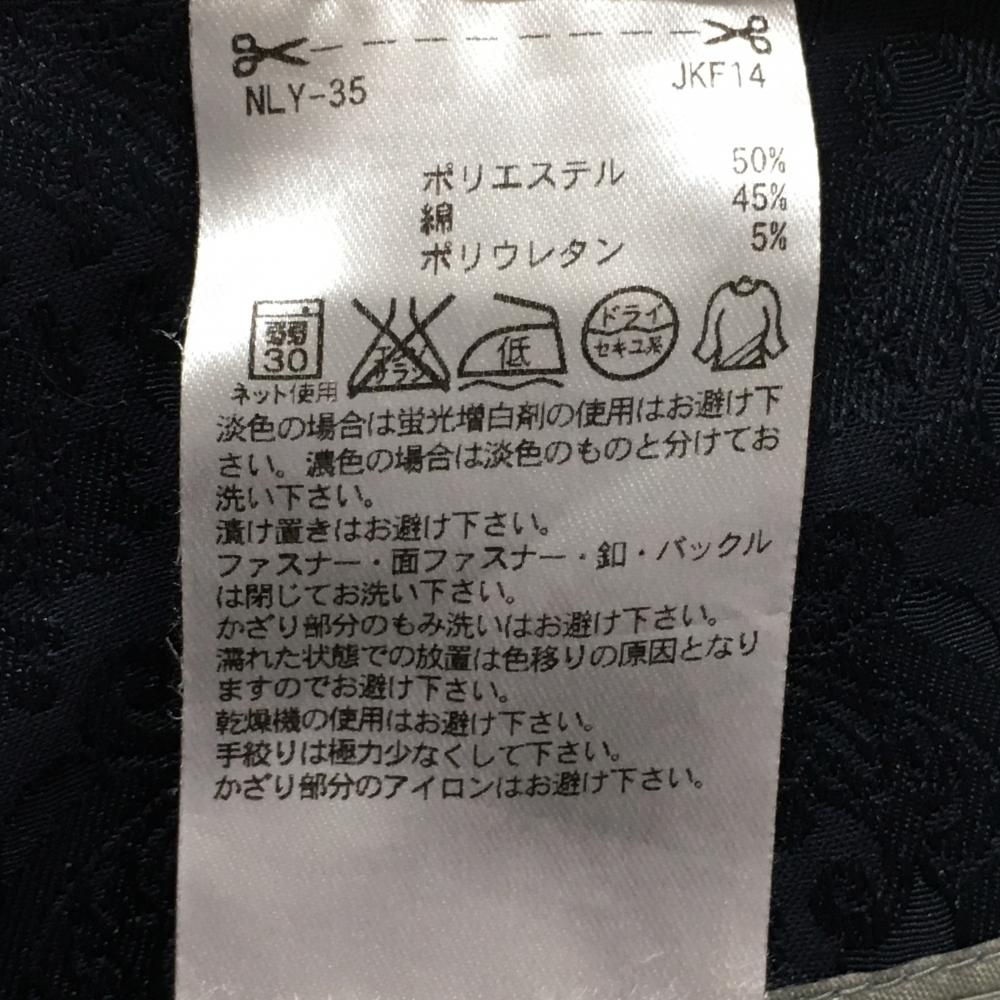 NLY-35 JKF14
ポリエステル 50%
綿 45%
ポリウレタン 5%
弱
30
ネット使用
エンソ
サラシ
低
ドライ
セキユ系
淡色の場合は蛍光増白剤の使用はお避け下
さい。濃色の場合は淡色のものと分けてお
洗い下さい。
漬け置きはお避け下さい。
ファスナー・面ファスナー・釦・バックル
は閉じてお洗い下さい。
かざり部分のもみ洗いはお避け下さい。
濡れた状態での放置は色移りの原因となり
ますのでお避け下さい。
乾燥機の使用はお避け下さい。
手絞りは極力少なくして下さい。
かざり部分のアイロンはお避け下さい。